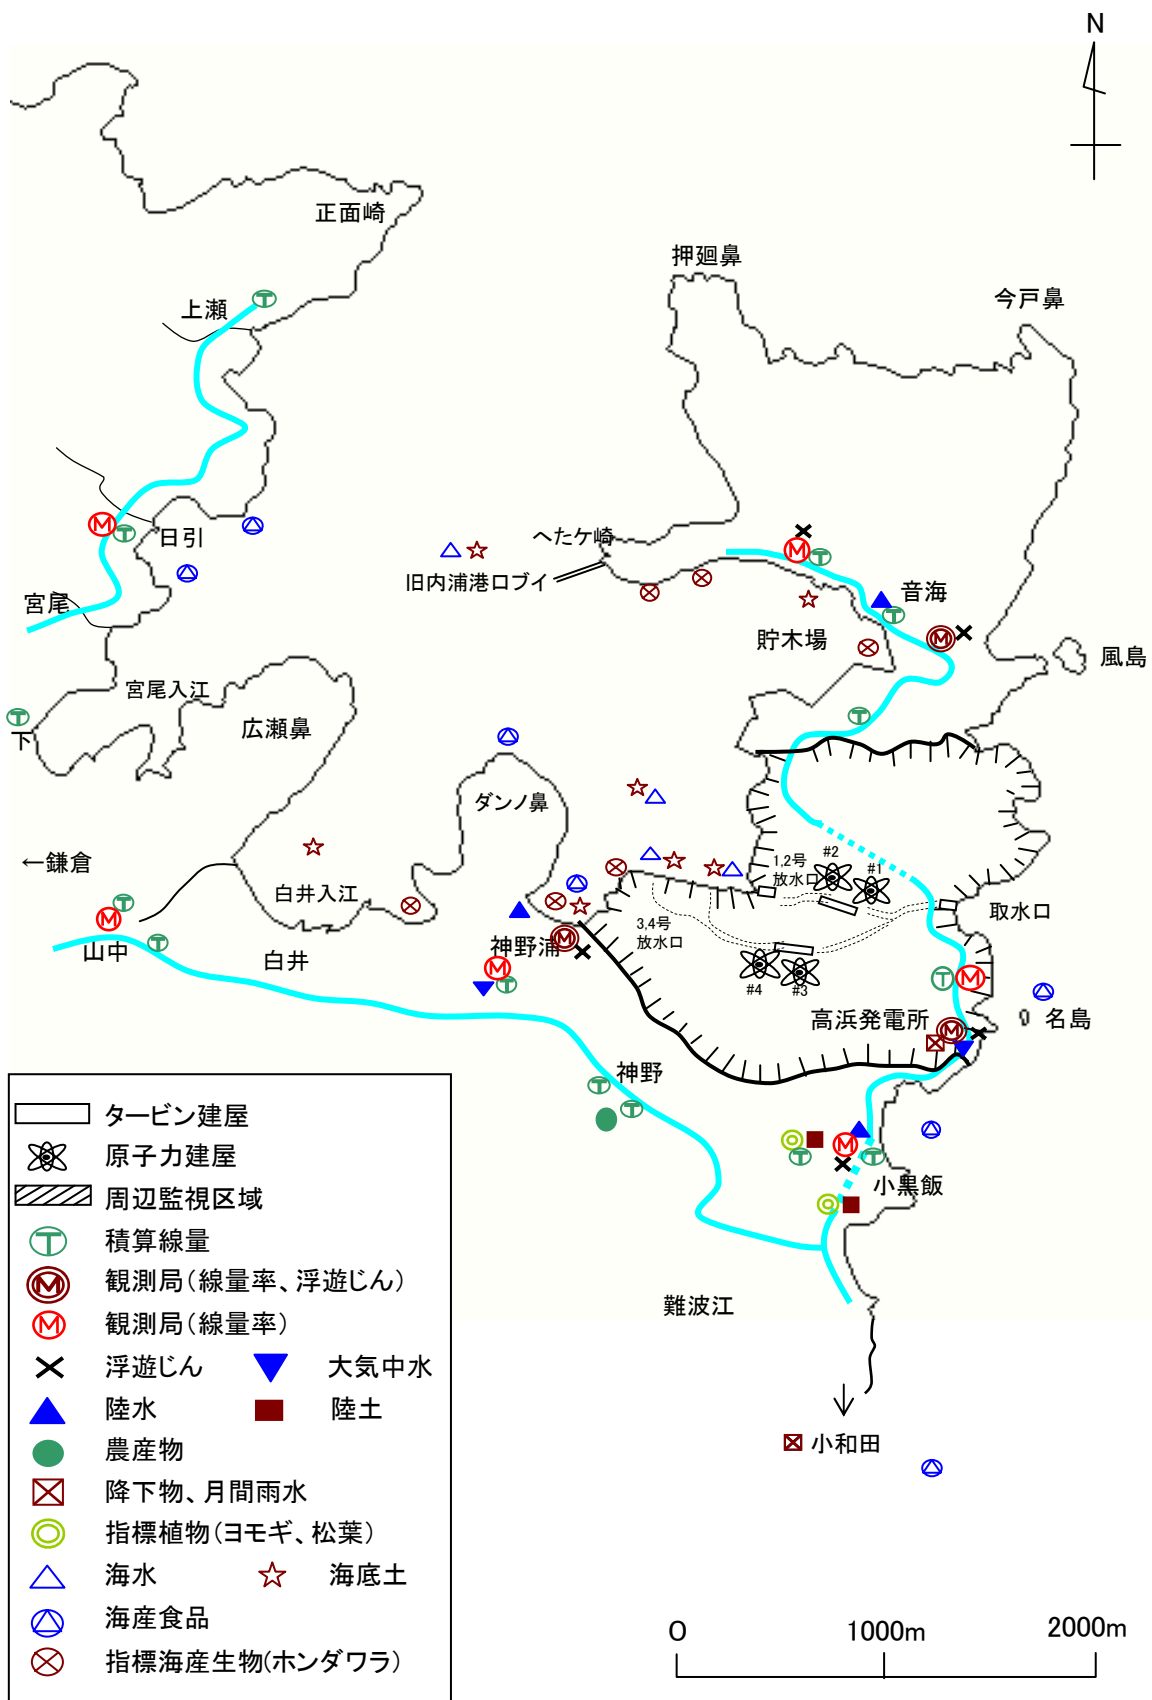 N
正面崎
押廻鼻
今戸鼻
上瀬
へたケ崎
日引
旧内浦港口ブイ
音海
宮尾
貯木場
風島
宮尾入江
広瀬鼻
下
ダンノ鼻
←鎌倉
1,2号
放水口
#2
#1
白井入江
取水口
3,4号
放水口
山中
白井
神野浦
#4
#3
高浜発電所
名島
神野
小黒飯
難波江
小和田
タービン建屋
原子力建屋
周辺監視区域
積算線量
観測局(線量率、浮遊じん)
観測局(線量率)
浮遊じん 大気中水
陸水 陸土
農産物
降下物、月間雨水
指標植物(ヨモギ、松葉)
海水 海底土
海産食品
指標海産生物(ホンダワラ)
0 1000m 2000m